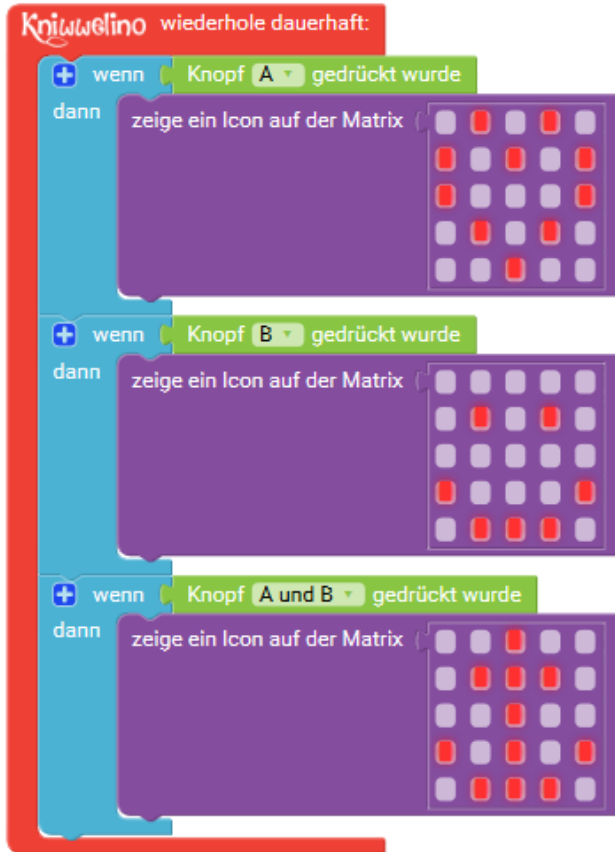 Kniwwelino wiederhole dauerhaft:
wenn Knopf A gedrückt wurde
dann zeige ein Icon auf der Matrix
wenn Knopf B gedrückt wurde
dann zeige ein Icon auf der Matrix
wenn Knopf A und B gedrückt wurde
dann zeige ein Icon auf der Matrix